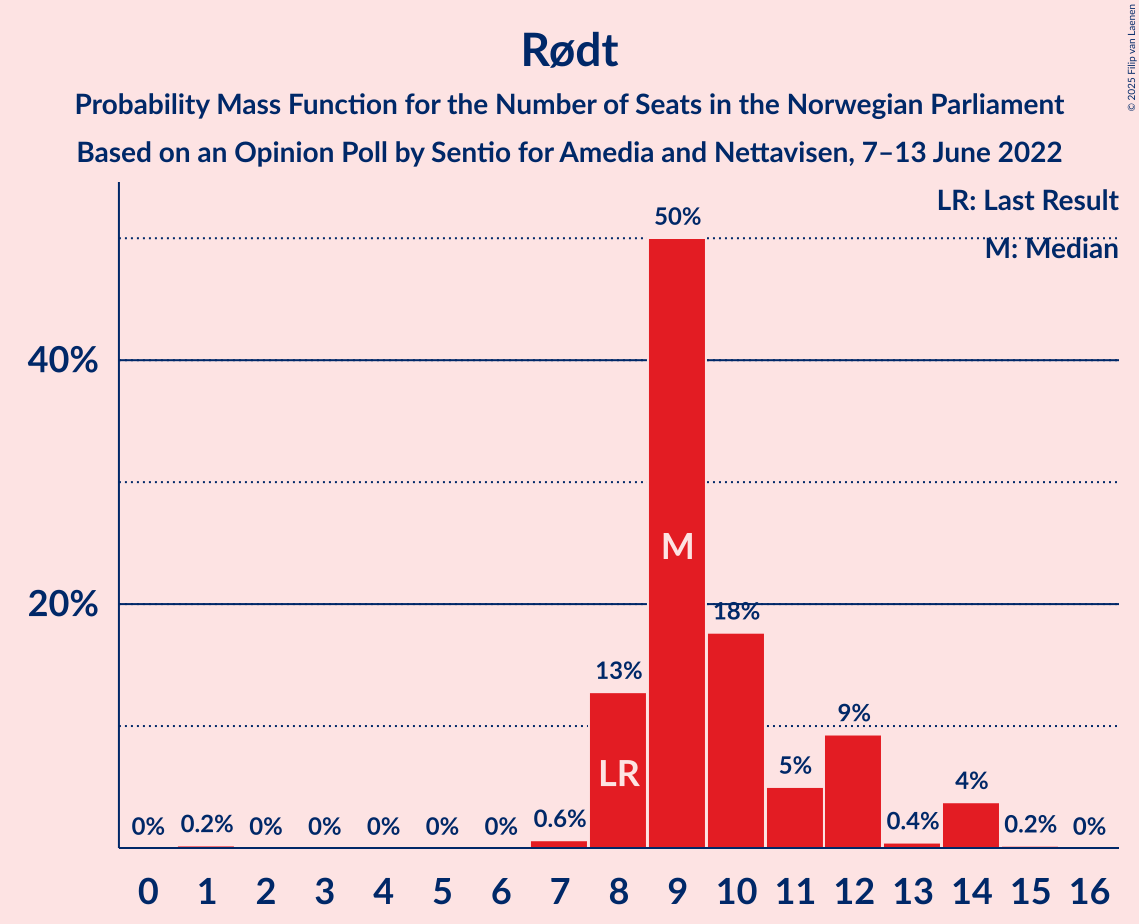 Rødt
Probability Mass Function for the Number of Seats in the Norwegian Parliament
Based on an Opinion Poll by Sentio for Amedia and Nettavisen, 7–13 June 2022
© 2025 Filip van Laenen
LR: Last Result
M: Median
40%
20%
0%
0.2%
0%
0%
0%
0%
0%
0.6%
13%
50%
18%
5%
9%
0.4%
4%
0.2%
0%
LR
M
0 1 2 3 4 5 6 7 8 9 10 11 12 13 14 15 16